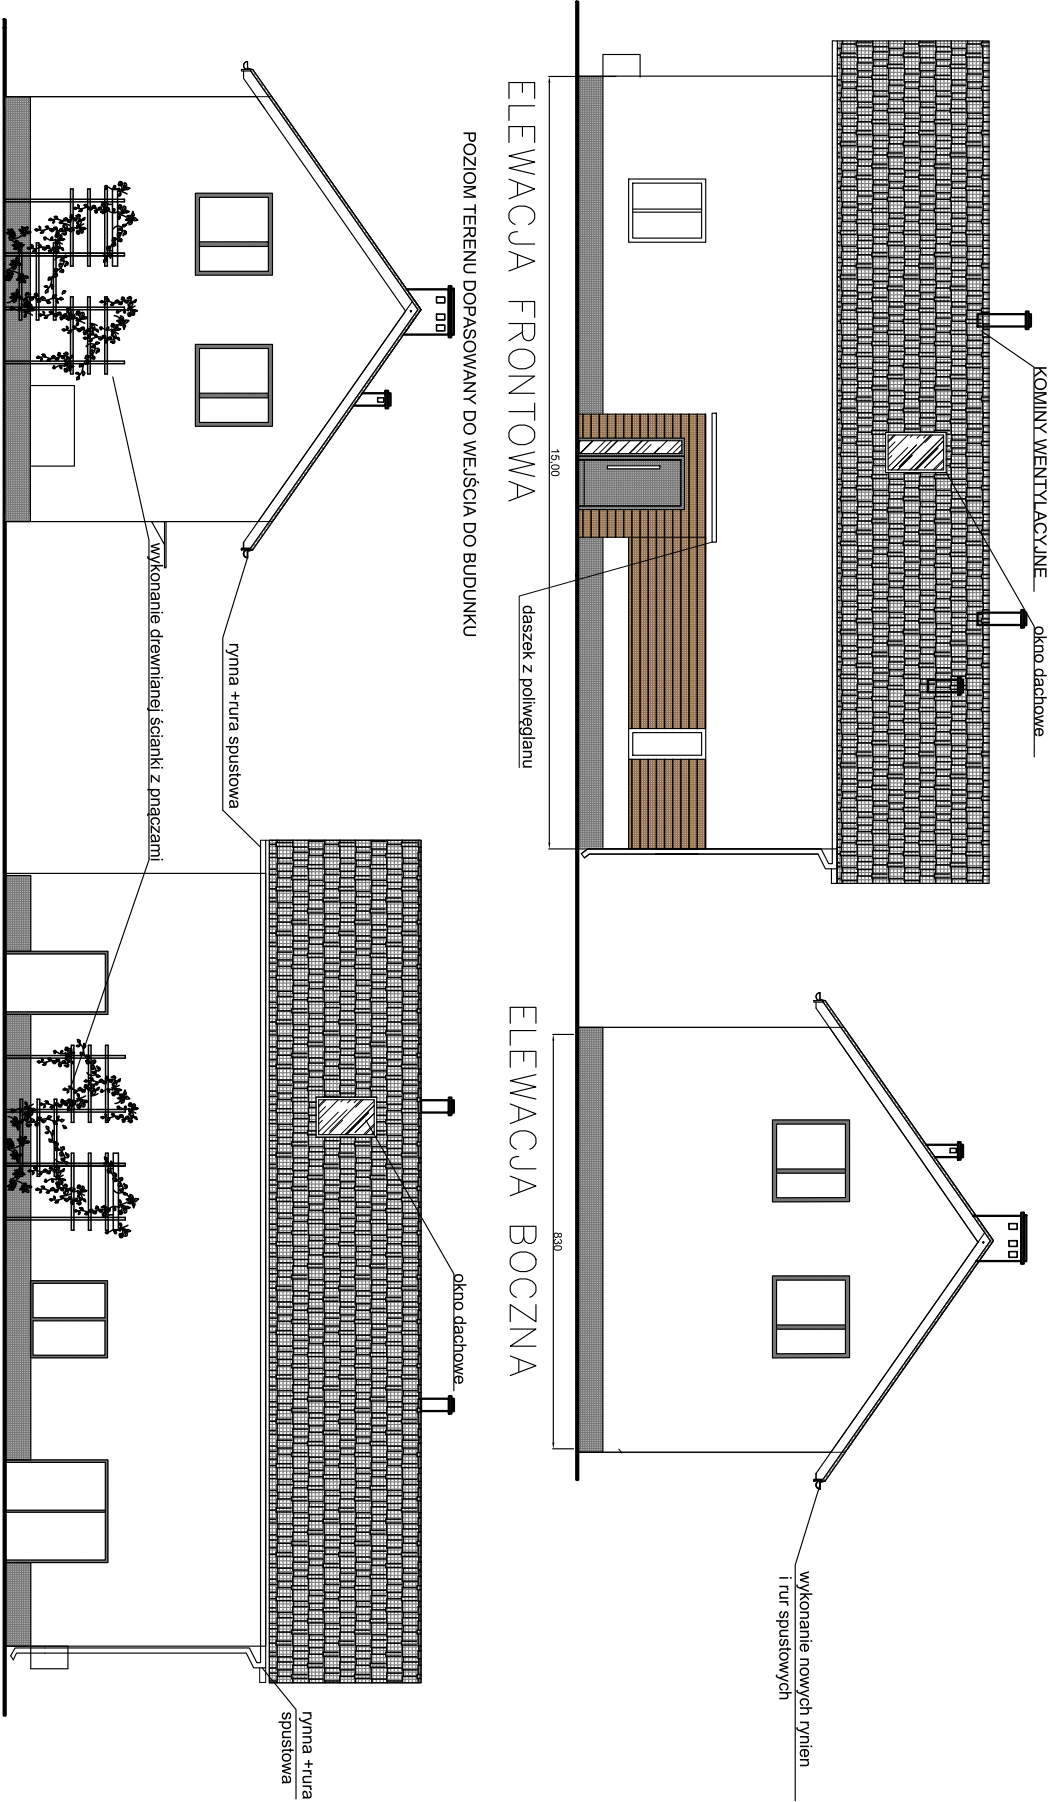 KOMINY WENTYLACYJNE
okno dachowe
15,00
daszek z poliwęglanu
ELEWACJA FRONTOWA
POZIOM TERENU DOPASOWANY DO WEJŚCIA DO BUDUNKU
830
ELEWACJA BOCZNA
wykonanie nowych rynien
i rur spustowych
rynna +rura spustowa
wykonanie drewnianej ścianki z pnączami
okno dachowe
rynna +rura
spustowa